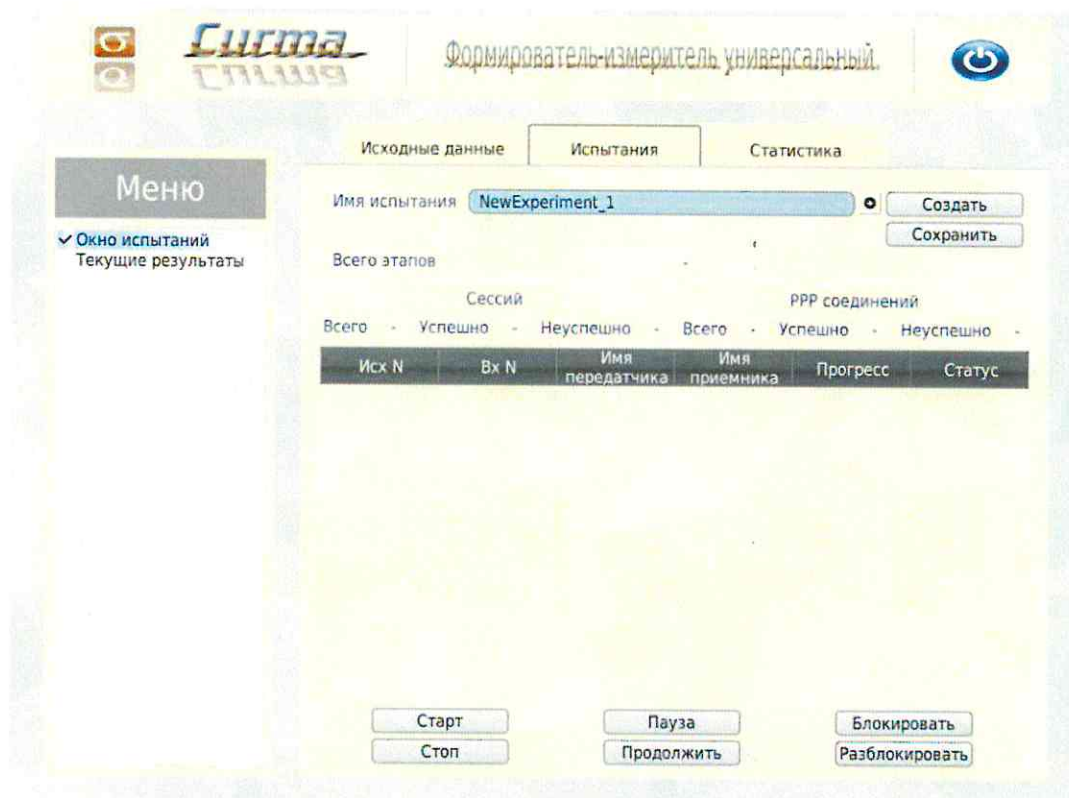 Сигма
Формирователь-измеритель универсальный.
Исходные данные Испытания Статистика
Меню
Окно испытаний
Текущие результаты
Имя испытания NewExperiment_1 Создать
Сохранить
Всего этапов -
Сессий PPP соединений
Всего - Успешно - Неуспешно - Всего - Успешно - Неуспешно -
Исх N Вх N Имя передатчика Имя приемника Прогресс Статус
Старт Пауза Блокировать
Стоп Продолжить Разблокировать